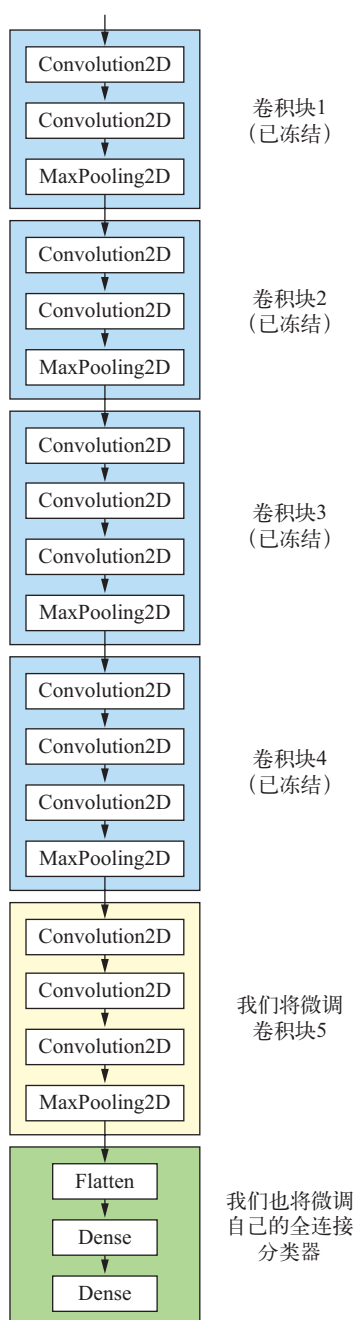 Convolution2D
Convolution2D
MaxPooling2D
卷积块1
（已冻结）
Convolution2D
Convolution2D
MaxPooling2D
卷积块2
（已冻结）
Convolution2D
Convolution2D
Convolution2D
MaxPooling2D
卷积块3
（已冻结）
Convolution2D
Convolution2D
Convolution2D
MaxPooling2D
卷积块4
（已冻结）
Convolution2D
Convolution2D
Convolution2D
MaxPooling2D
我们将微调
卷积块5
Flatten
Dense
Dense
我们也将微调
自己的全连接
分类器